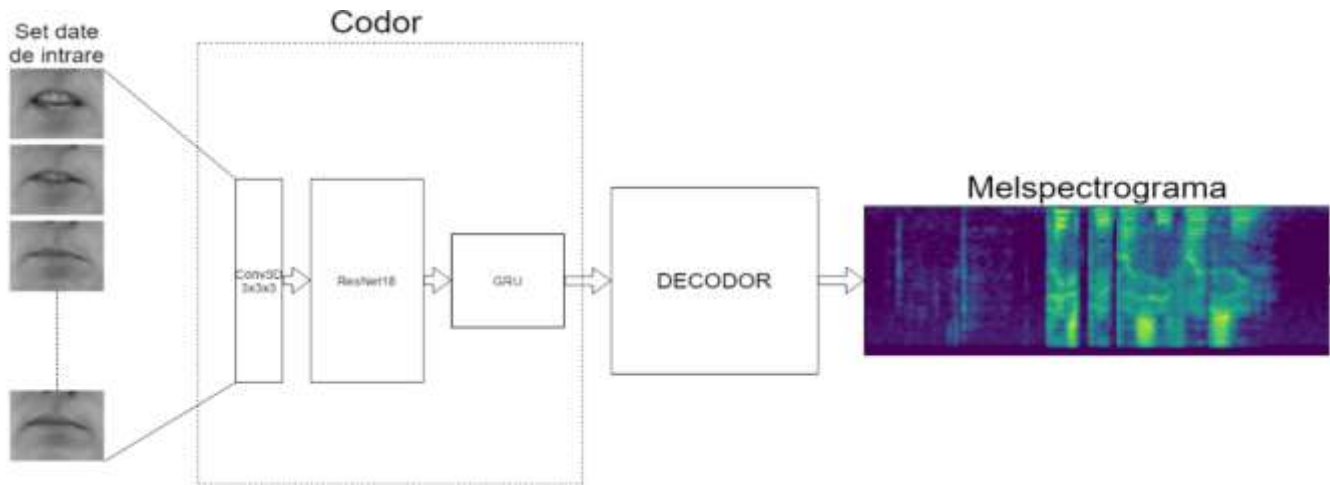 Codor
Set date
de intrare
Melspectrograma
Conv3D
3x3x3
ResNet18
GRU
DECODOR